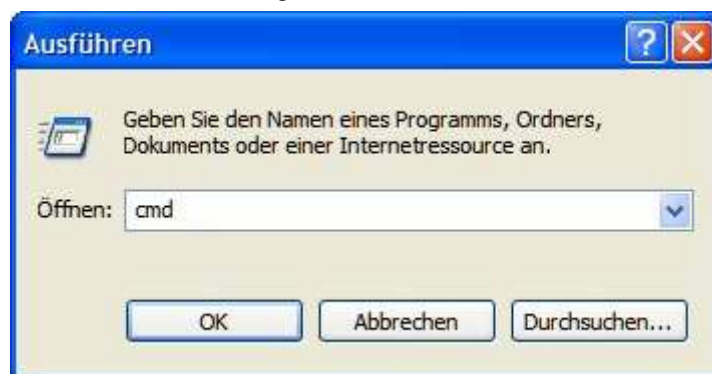 Ausführen
Geben Sie den Namen eines Programms, Ordners,
Dokuments oder einer Internetressource an.
Öffnen: cmd
OK Abbrechen Durchsuchen...